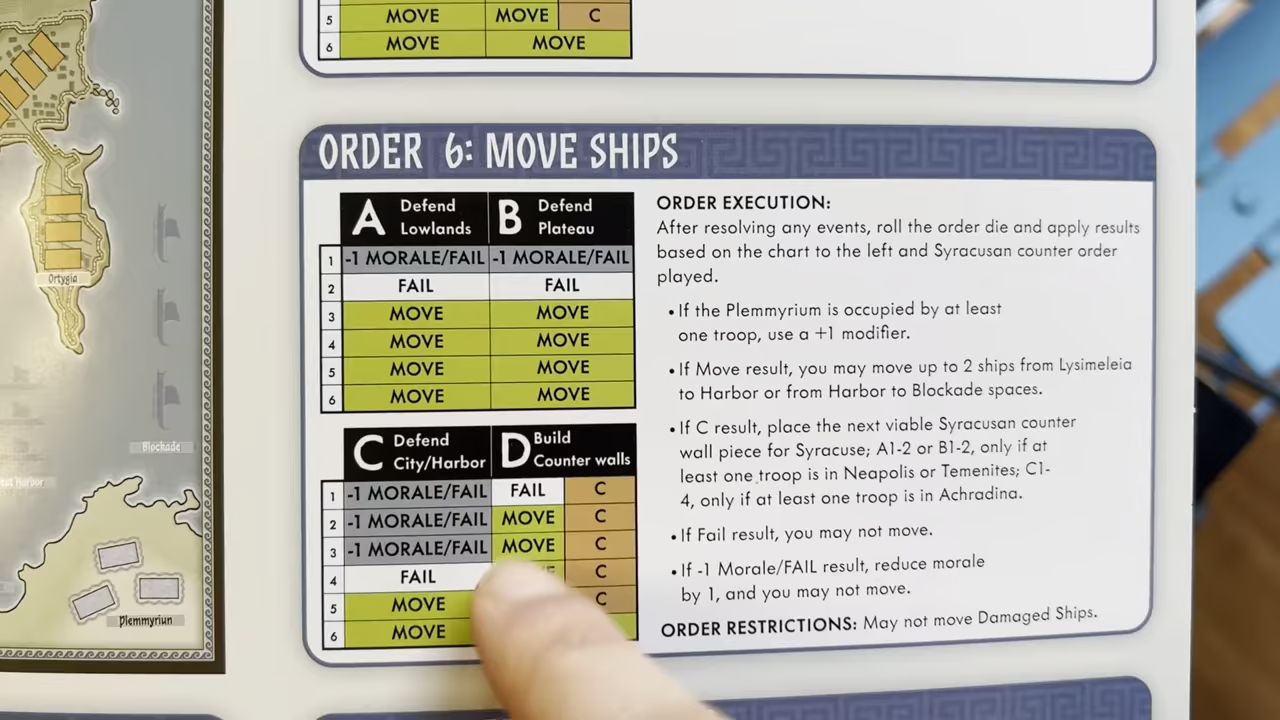 5 MOVE MOVE C
6 MOVE MOVE
ORDER 6: MOVE SHIPS
A Defend Lowlands B Defend Plateau
1 -1 MORALE/FAIL -1 MORALE/FAIL
2 FAIL FAIL
3 MOVE MOVE
4 MOVE MOVE
5 MOVE MOVE
6 MOVE MOVE
C Defend City/Harbor D Build Counter walls
1 -1 MORALE/FAIL FAIL C
2 -1 MORALE/FAIL MOVE C
3 -1 MORALE/FAIL MOVE C
4 FAIL C
5 MOVE C
6 MOVE
ORDER EXECUTION:
After resolving any events, roll the order die and apply results
based on the chart to the left and Syracusan counter order
played.
• If the Plemmyrium is occupied by at least
one troop, use a +1 modifier.
• If Move result, you may move up to 2 ships from Lysimeleia
to Harbor or from Harbor to Blockade spaces.
• If C result, place the next viable Syracusan counter
wall piece for Syracuse; A1-2 or B1-2, only if at
least one troop is in Neapolis or Temenites; C1-
4, only if at least one troop is in Achradina.
• If Fail result, you may not move.
• If -1 Morale/FAIL result, reduce morale
by 1, and you may not move.
ORDER RESTRICTIONS: May not move Damaged Ships.
Ortygia
Blockade
Harbor
Plemmyriun